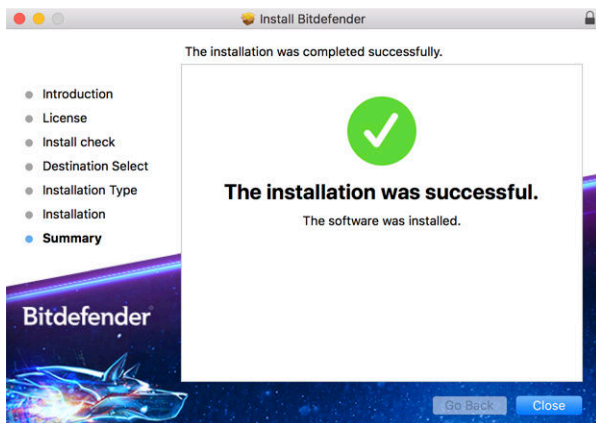 Install Bitdefender
The installation was completed successfully.
Introduction
License
Install check
Destination Select
Installation Type
Installation
Summary
The installation was successful.
The software was installed.
Bitdefender
Go Back
Close